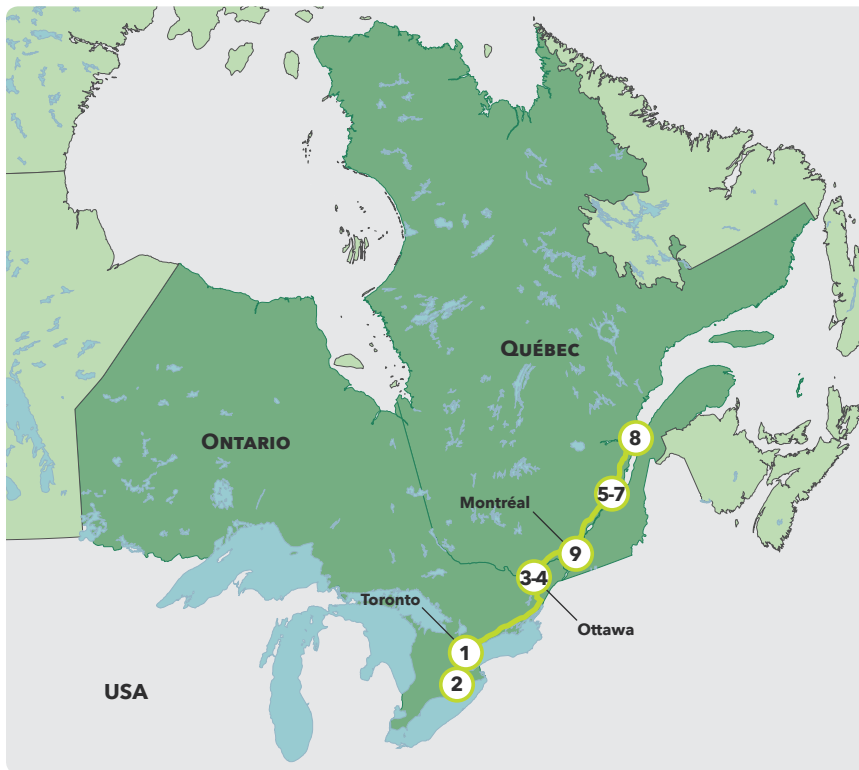 QUÉBEC
ONTARIO
8
5-7
Montréal
9
3-4
Toronto
Ottawa
1
2
USA